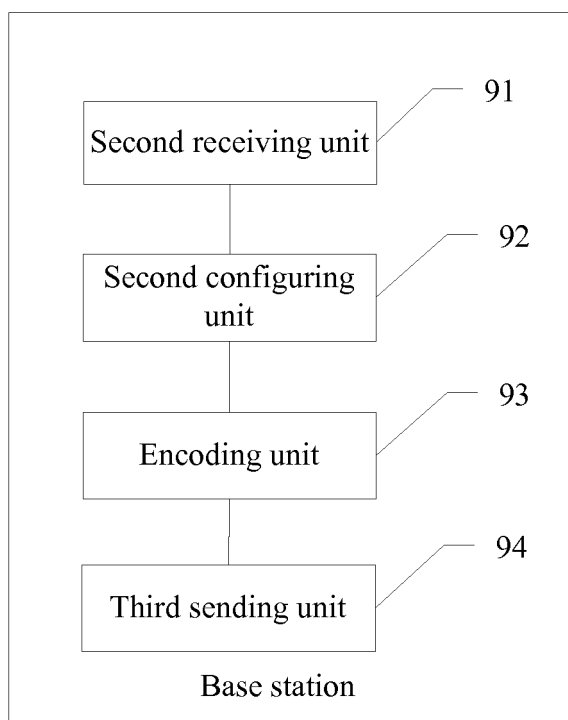 91
Second receiving unit
92
Second configuring
unit
93
Encoding unit
94
Third sending unit
Base station